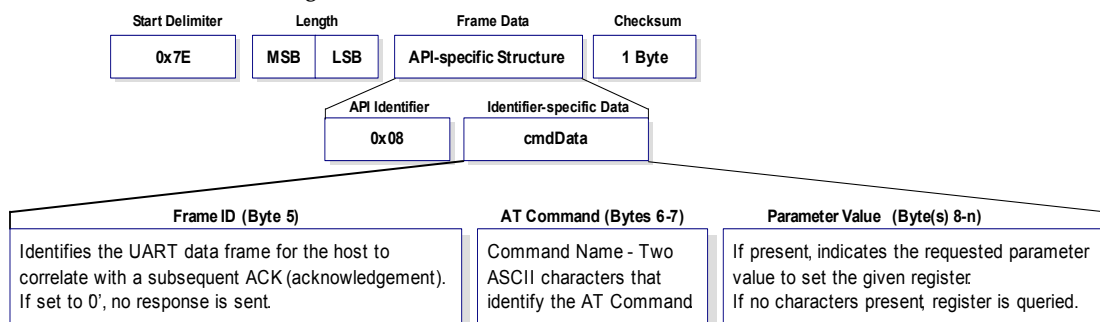 Start Delimiter Length Frame Data Checksum
0x7E MSB LSB API-specific Structure 1 Byte
API Identifier Identifier-specific Data
0x08 cmdData
Frame ID (Byte 5)
Identifies the UART data frame for the host to
correlate with a subsequent ACK (acknowledgement).
If set to 0’, no response is sent.
AT Command (Bytes 6-7)
Command Name - Two
ASCII characters that
identify the AT Command
Parameter Value (Byte(s) 8-n)
If present, indicates the requested parameter
value to set the given register.
If no characters present, register is queried.